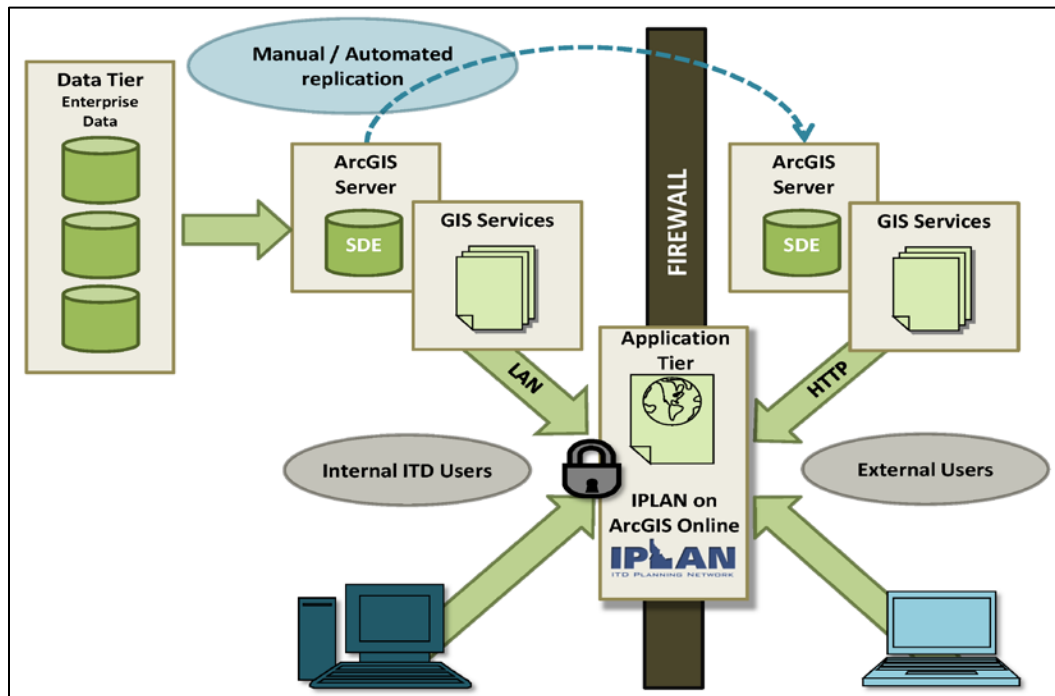 Manual / Automated
replication
Data Tier
Enterprise
Data
ArcGIS
Server
SDE
GIS Services
FIREWALL
ArcGIS
Server
SDE
GIS Services
LAN
HTTP
Application
Tier
Internal ITD Users
External Users
IPLAN on
ArcGIS Online
IPLAN
ITD PLANNING NETWORK